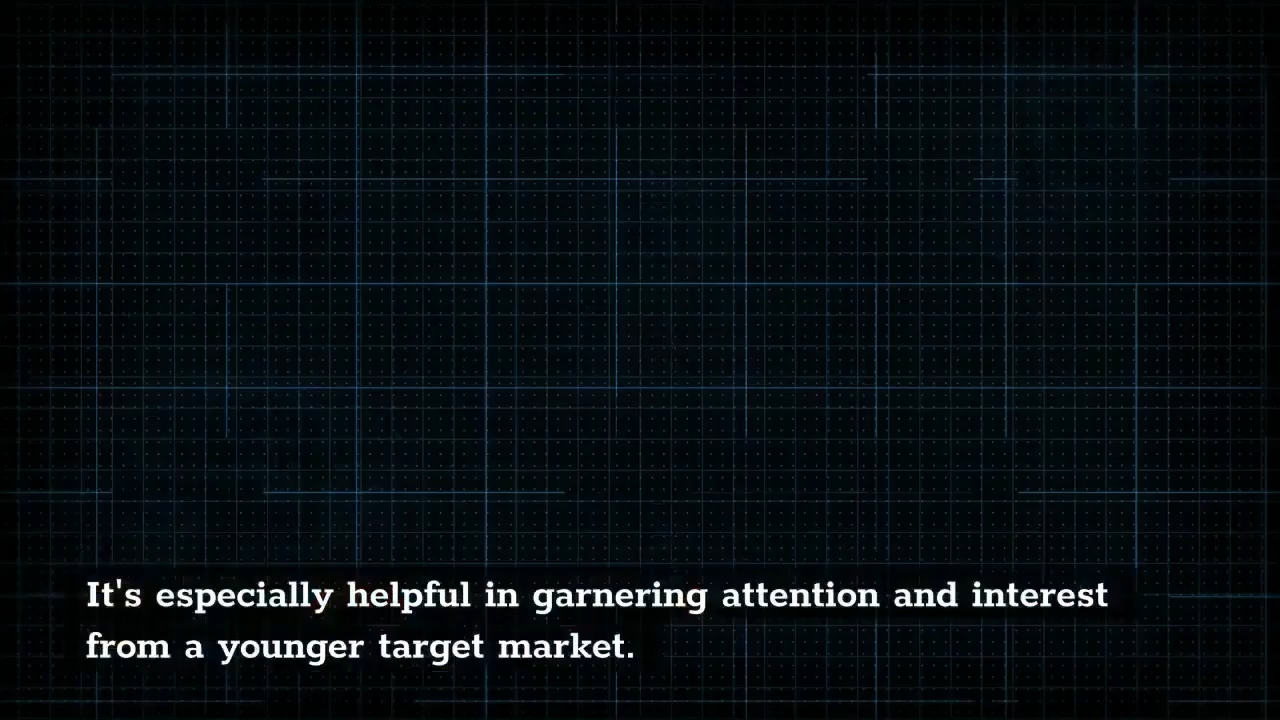 It's especially helpful in garnering attention and interest
from a younger target market.